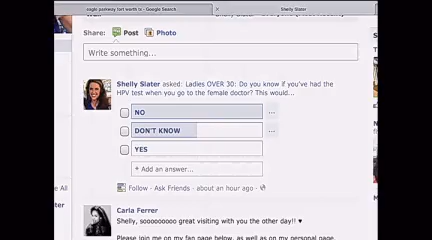 Shelly Slater
Share: Post Photo
Write something...
Shelly Slater asked: Ladies OVER 30: Do you know if you've had the
HPV test when you go to the female doctor? This would...
NO
...
DON'T KNOW
...
YES
+ Add an answer...
Follow · Ask Friends · about an hour ago ·
Carla Ferrer
Shelly, sooooooooo great visiting with you the other day!! ♥
Please join me on my fan page below, as well as on my personal page